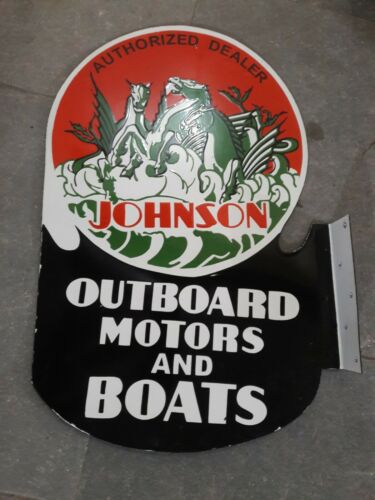 AUTHORIZED DEALER
JOHNSON
OUTBOARD
MOTORS
AND
BOATS